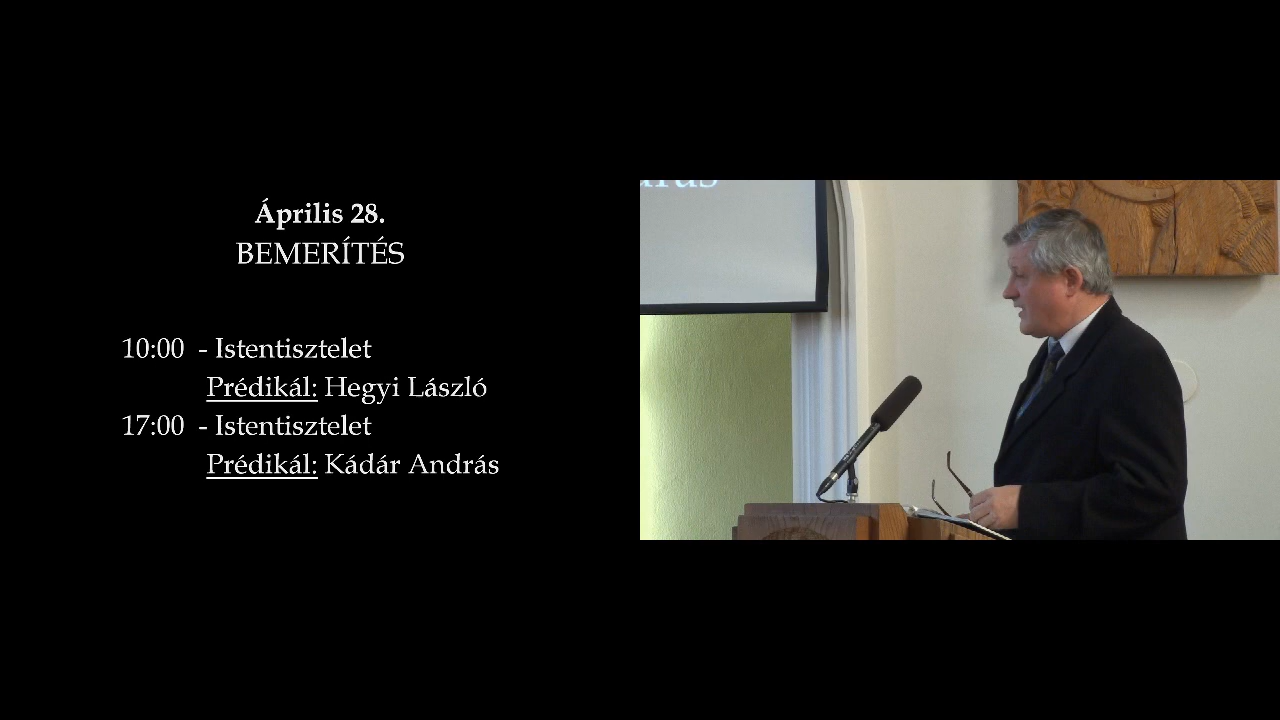 Április 28.
BEMERÍTÉS
10:00 - Istentisztelet
Prédikál: Hegyi László
17:00 - Istentisztelet
Prédikál: Kádár András